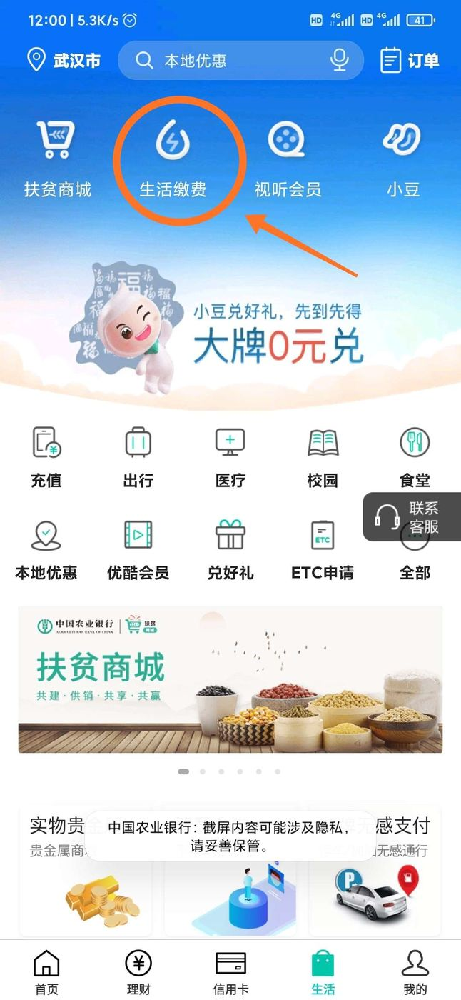 12:00 | 5.3K/s
HD 4G HD 4G 41
武汉市
本地优惠
订单
扶贫商城
生活缴费
视听会员
小豆
福
小豆兑好礼，先到先得
大牌0元兑
充值
出行
医疗
校园
食堂
联系
客服
本地优惠
优酷会员
兑好礼
ETC
ETC申请
全部
中国农业银行
AGRICULTURAL BANK OF CHINA
扶贫
商城
扶贫商城
共建·供销·共享·共赢
实物贵
无感支付
贵金属商
无感通行
中国农业银行：截屏内容可能涉及隐私，
请妥善保管。
P
首页
理财
信用卡
生活
我的